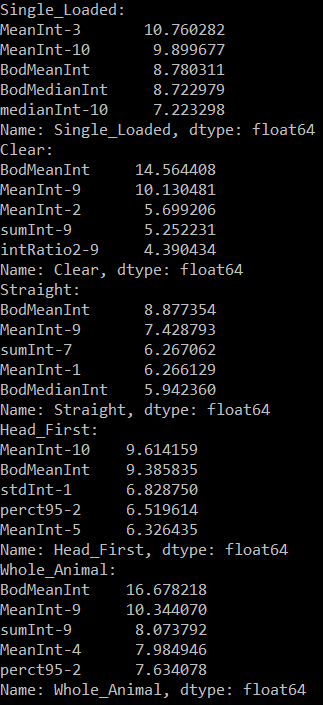 Single_Loaded:
MeanInt-3 10.760282
MeanInt-10 9.899677
BodMeanInt 8.780311
BodMedianInt 8.722979
medianInt-10 7.223298
Name: Single_Loaded, dtype: float64
Clear:
BodMeanInt 14.564408
MeanInt-9 10.130481
MeanInt-2 5.699206
sumInt-9 5.252231
intRatio2-9 4.390434
Name: Clear, dtype: float64
Straight:
BodMeanInt 8.877354
MeanInt-9 7.428793
sumInt-7 6.267062
MeanInt-1 6.266129
BodMedianInt 5.942360
Name: Straight, dtype: float64
Head_First:
MeanInt-10 9.614159
BodMeanInt 9.385835
stdInt-1 6.828750
perct95-2 6.519614
MeanInt-5 6.326435
Name: Head_First, dtype: float64
Whole_Animal:
BodMeanInt 16.678218
MeanInt-9 10.344070
sumInt-9 8.073792
MeanInt-4 7.984946
perct95-2 7.634078
Name: Whole_Animal, dtype: float64